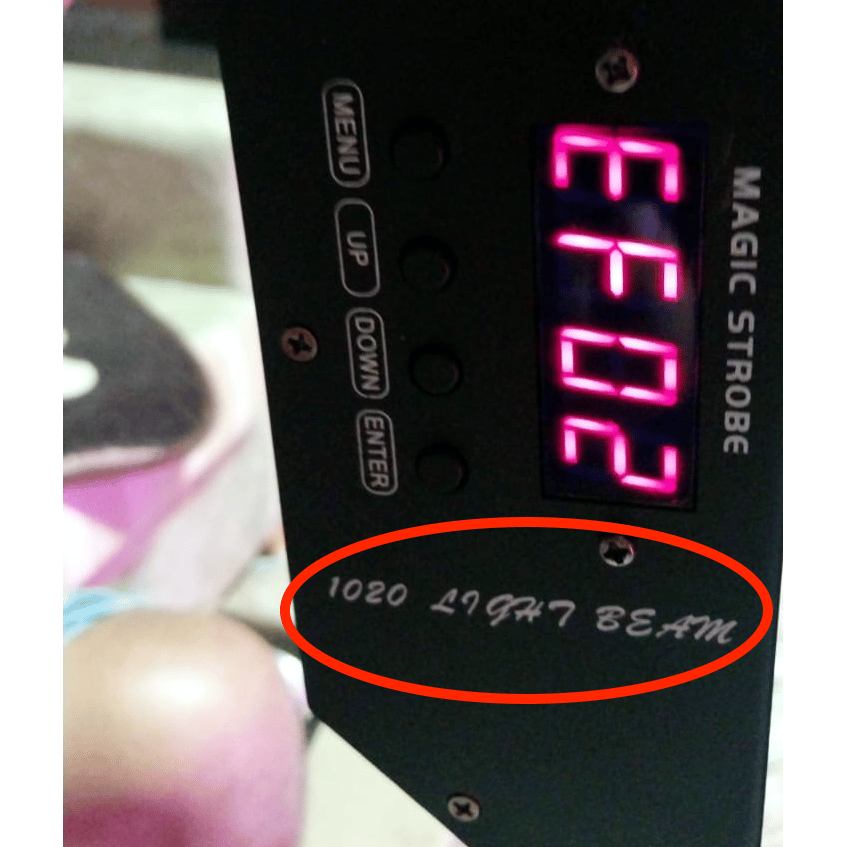 MAGIC STROBE
EF02
MENU
UP
DOWN
ENTER
1020 LIGHT BEAM